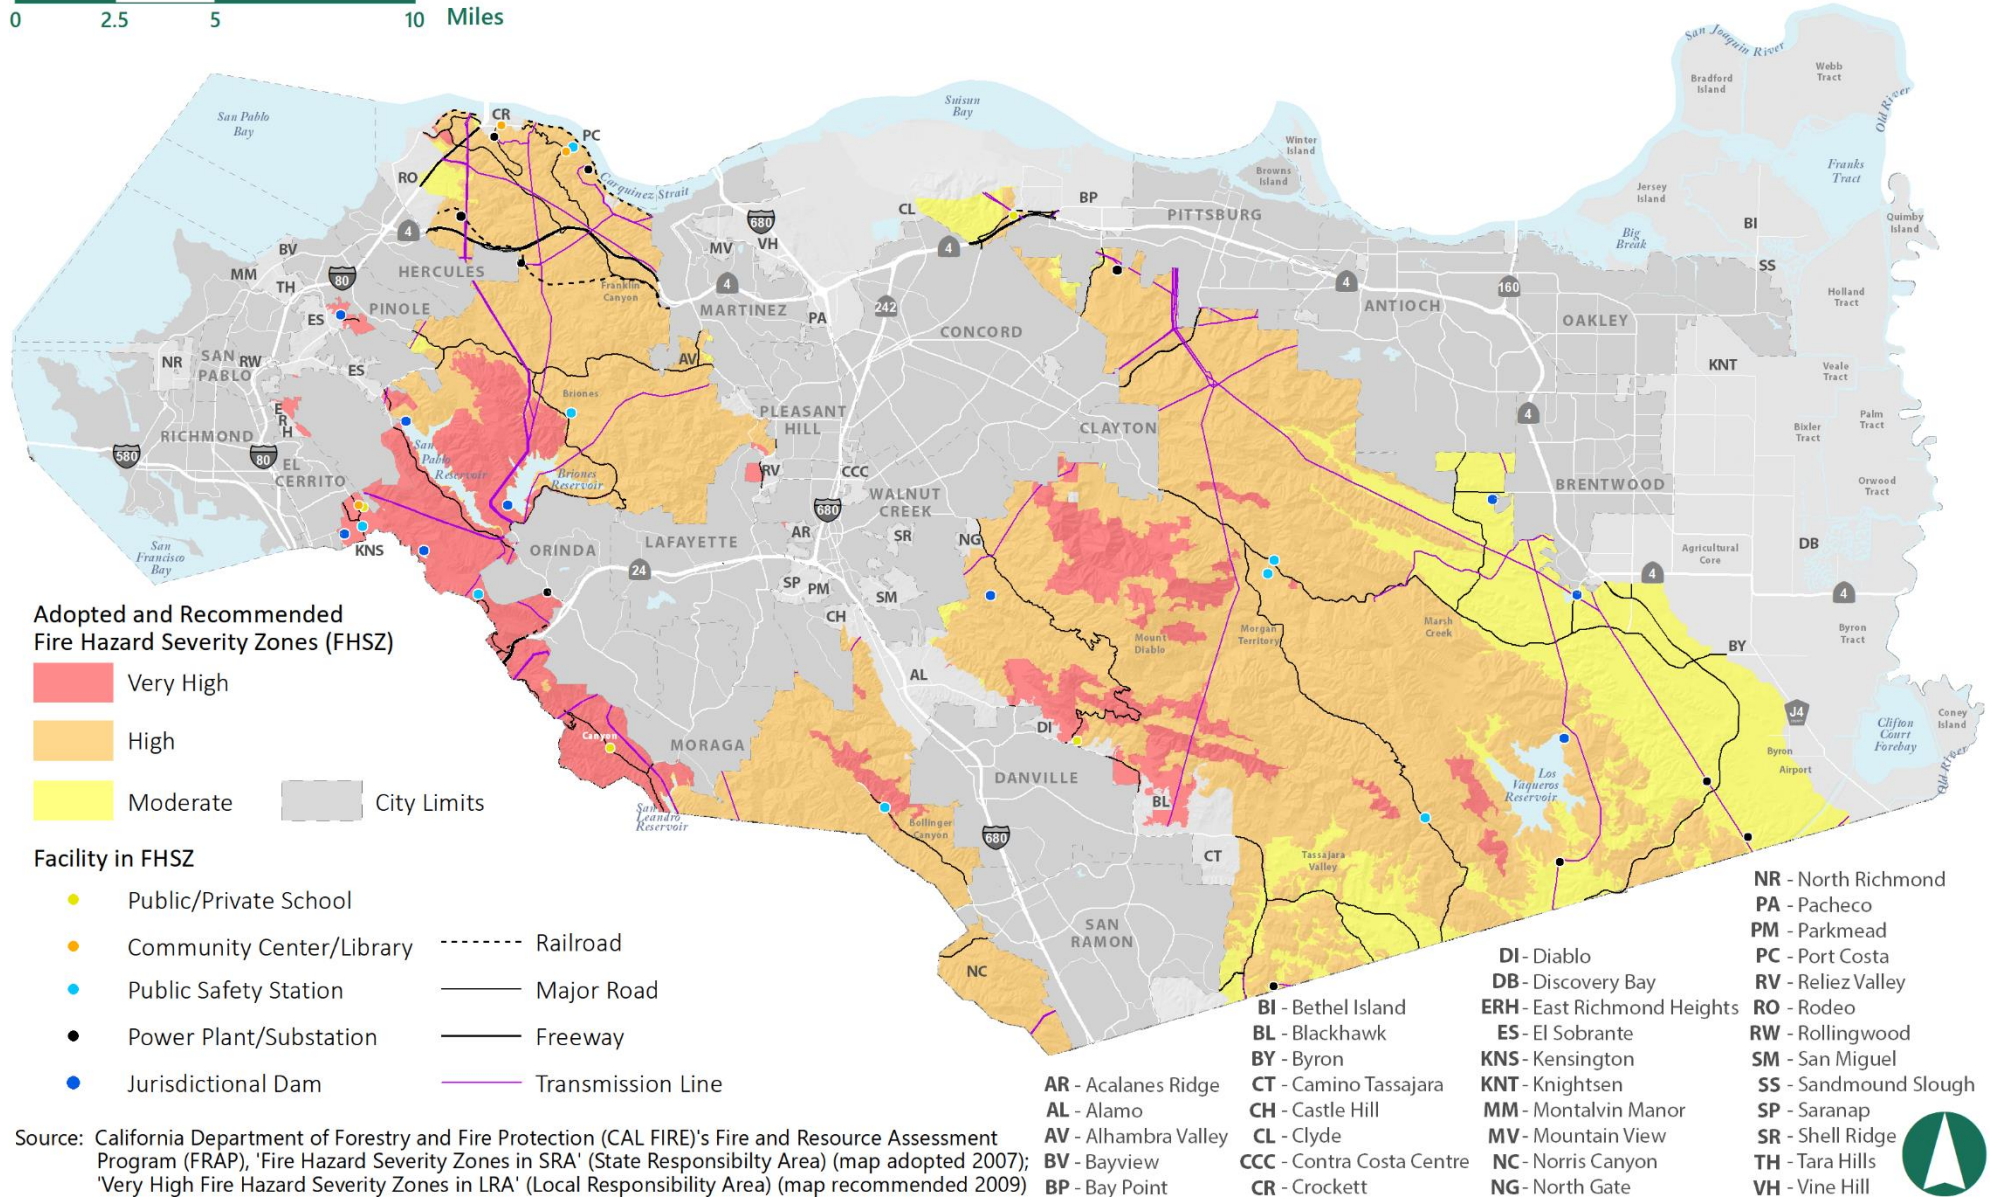 0 2.5 5 10 Miles
San Joaquin River
Bradford
Island
Webb
Tract
Old River
San Pablo
Bay
CR
PC
Suisun
Bay
Winter
Island
Browns
Island
Franks
Tract
RO
Carquinez Strait
CL
BP
PITTSBURG
Jersey
Island
BI
Quimby
Island
4
680
MV
VH
4
Big
Break
BV
MM
TH
80
HERCULES
Franklin
Canyon
4
MARTINEZ
PA
242
CONCORD
4
ANTIOCH
160
OAKLEY
SS
Holland
Tract
ES
PINOLE
NR
SAN
PABLO
RW
ES
AV
KNT
Veale
Tract
Briones
PLEASANT
HILL
CLAYTON
4
Palm
Tract
Bixler
Tract
E
R
H
RICHMOND
580
80
EL
CERRITO
San
Pablo
Reservoir
Briones
Reservoir
RV
CCC
WALNUT
CREEK
680
BRENTWOOD
Orwood
Tract
San
Francisco
Bay
KNS
ORINDA
LAFAYETTE
AR
SR
NG
24
SP
PM
SM
CH
Agricultural
Core
DB
4
4
Byron
Tract
Mount
Diablo
Morgan
Territory
Marsh
Creek
BY
AL
DI
MORAGA
Canyon
DANVILLE
BL
J4
Byron
Airport
Clifton
Court
Forebay
Coney
Island
Old River
Los
Vaqueros
Reservoir
San
Leandro
Reservoir
Bollinger
Canyon
680
CT
Tassajara
Valley
SAN
RAMON
NC
Adopted and Recommended
Fire Hazard Severity Zones (FHSZ)
Very High
High
Moderate
City Limits
Facility in FHSZ
Public/Private School
Community Center/Library
Public Safety Station
Power Plant/Substation
Jurisdictional Dam
Railroad
Major Road
Freeway
Transmission Line
AR - Acalanes Ridge
AL - Alamo
AV - Alhambra Valley
BV - Bayview
BP - Bay Point
BI - Bethel Island
BL - Blackhawk
BY - Byron
CT - Camino Tassajara
CH - Castle Hill
CL - Clyde
CCC - Contra Costa Centre
CR - Crockett
DI - Diablo
DB - Discovery Bay
ERH - East Richmond Heights
ES - El Sobrante
KNS - Kensington
KNT - Knightsen
MM - Montalvin Manor
MV - Mountain View
NC - Norris Canyon
NG - North Gate
NR - North Richmond
PA - Pacheco
PM - Parkmead
PC - Port Costa
RV - Reliez Valley
RO - Rodeo
RW - Rollingwood
SM - San Miguel
SS - Sandmound Slough
SP - Saranap
SR - Shell Ridge
TH - Tara Hills
VH - Vine Hill
Source: California Department of Forestry and Fire Protection (CAL FIRE)'s Fire and Resource Assessment
Program (FRAP), 'Fire Hazard Severity Zones in SRA' (State Responsibilty Area) (map adopted 2007);
'Very High Fire Hazard Severity Zones in LRA' (Local Responsibility Area) (map recommended 2009)